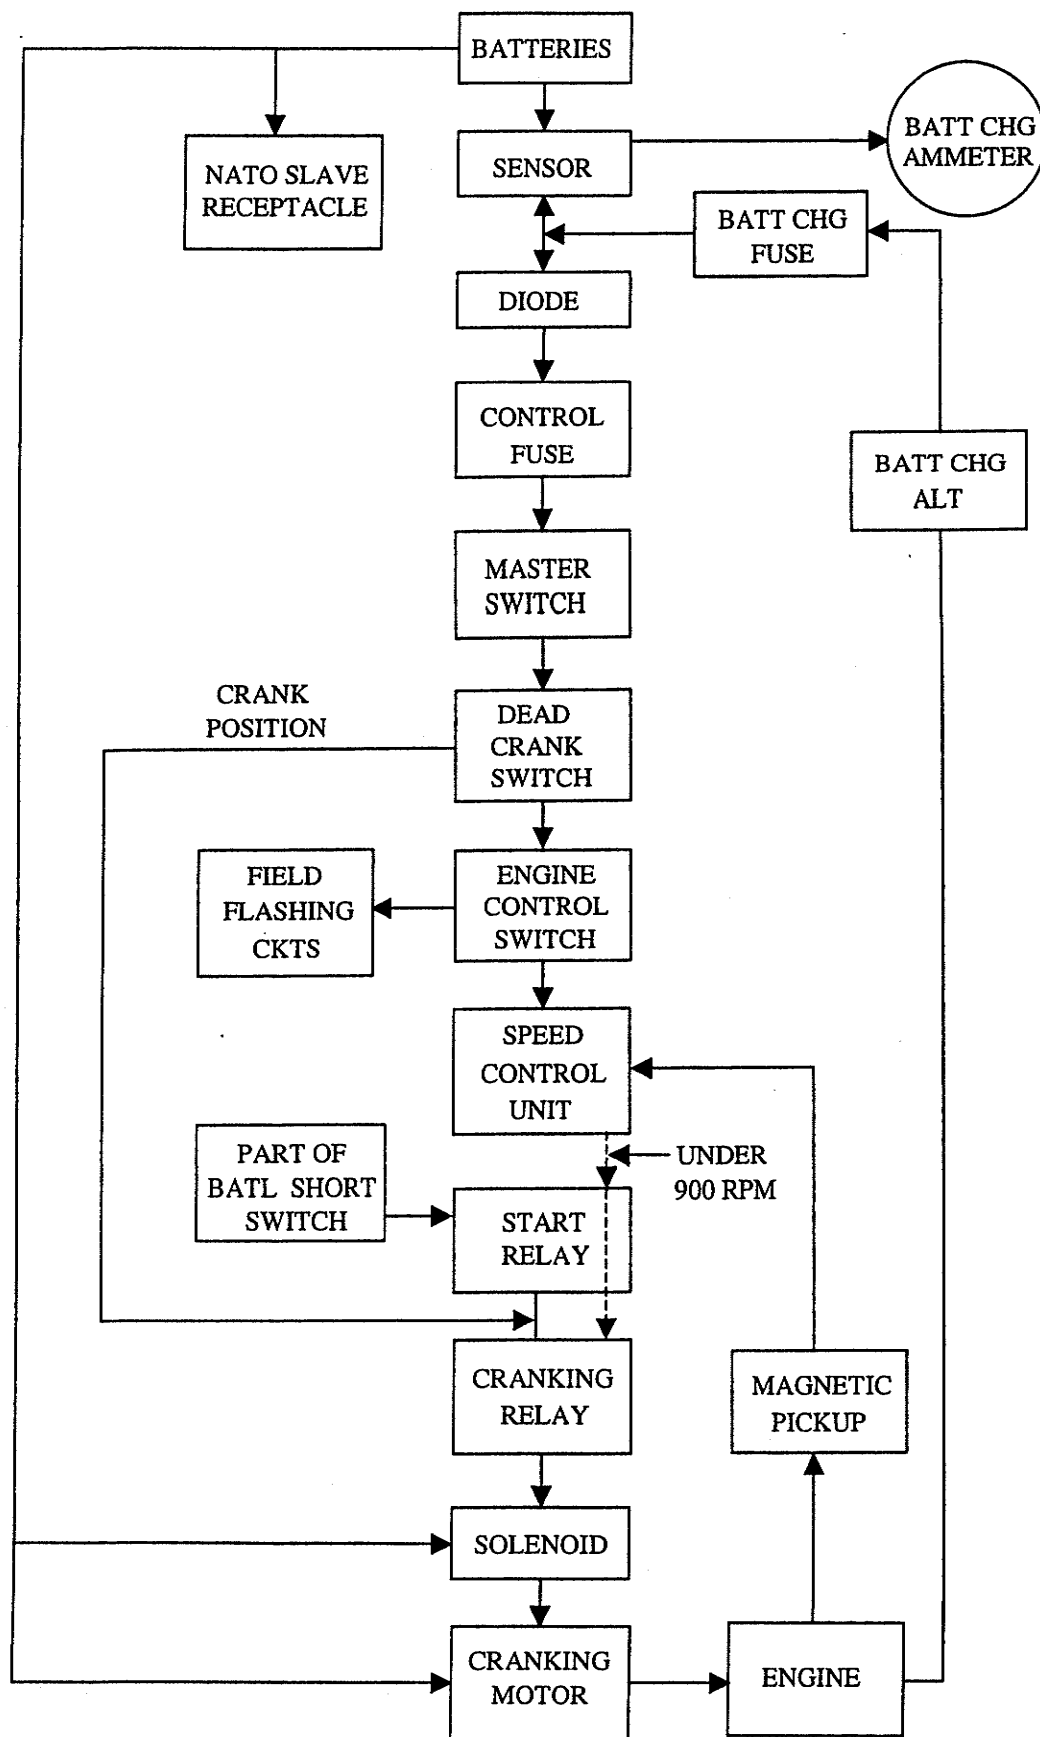 BATTERIES
BATT CHG
AMMETER
SENSOR
NATO SLAVE
RECEPTACLE
BATT CHG
FUSE
DIODE
CONTROL
FUSE
BATT CHG
ALT
MASTER
SWITCH
CRANK
POSITION
DEAD
CRANK
SWITCH
FIELD
FLASHING
CKTS
ENGINE
CONTROL
SWITCH
SPEED
CONTROL
UNIT
PART OF
BATL SHORT
SWITCH
UNDER
900 RPM
START
RELAY
CRANKING
RELAY
MAGNETIC
PICKUP
SOLENOID
CRANKING
MOTOR
ENGINE